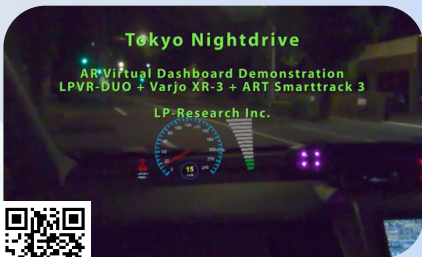 Tokyo Nightdrive
AR Virtual Dashboard Demonstration
LPVR-DUO + Varjo XR-3 + ART Smarttrack 3
LP-Research Inc.
15